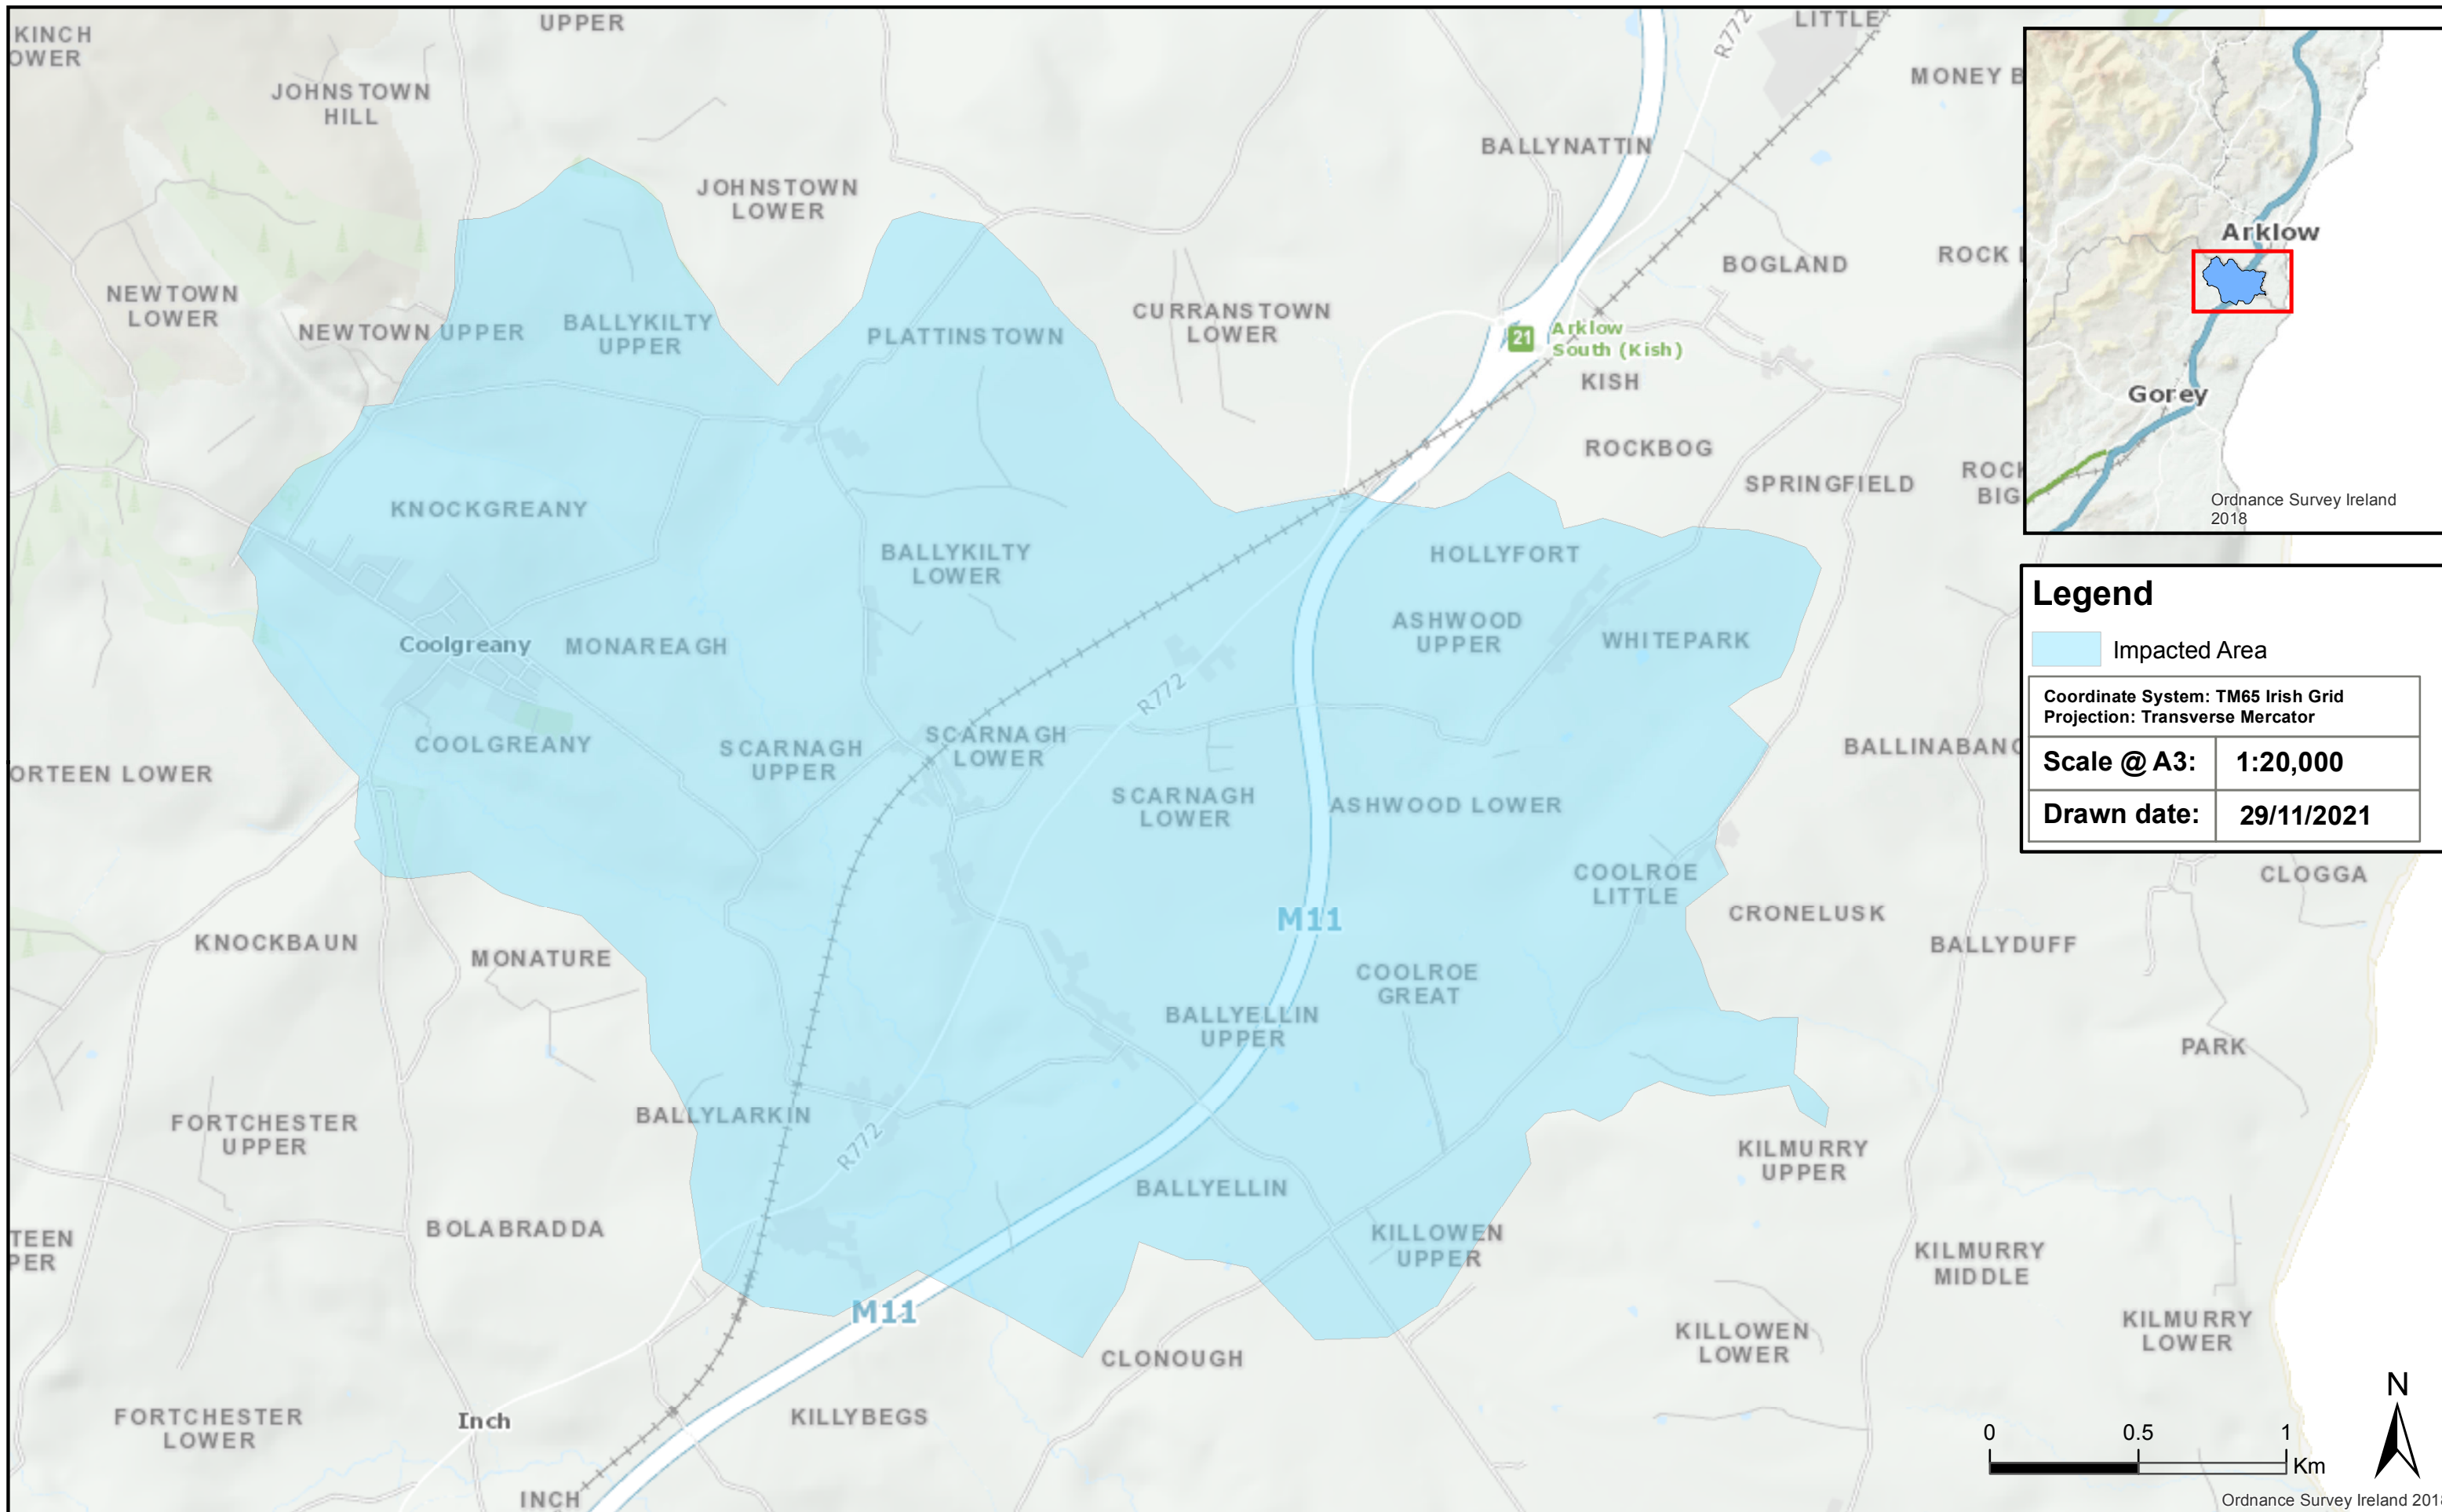 KINCH
OWER
UPPER
R772
LITTLE
JOHNSTOWN
HILL
MONEY B
BALLYNATTIN
JOHNSTOWN
LOWER
Arklow
BOGLAND
ROCK L
NEWTOWN
LOWER
NEWTOWN UPPER
BALLYKILTY
UPPER
PLATTINSTOWN
CURRANSTOWN
LOWER
21
Arklow
South (Kish)
KISH
Gorey
ROCKBOG
SPRINGFIELD
ROCK
BIG
Ordnance Survey Ireland
2018
KNOCKGREANY
BALLYKILTY
LOWER
HOLLYFORT
Legend
Impacted Area
Coolgreany
MONAREAGH
ASHWOOD
UPPER
WHITEPARK
R772
Coordinate System: TM65 Irish Grid
Projection: Transverse Mercator
COOLGREANY
SCARNAGH
UPPER
SCARNAGH
LOWER
BALLINABANO
Scale @ A3:
1:20,000
ORTEEN LOWER
SCARNAGH
LOWER
ASHWOOD LOWER
Drawn date:
29/11/2021
COOLROE
LITTLE
CLOGGA
M11
CRONELUSK
KNOCKBAUN
MONATURE
BALLYDUFF
COOLROE
GREAT
BALLYELLIN
UPPER
PARK
FORTCHESTER
UPPER
BALLYLARKIN
R772
KILMURRY
UPPER
BALLYELLIN
TEEN
PER
BOLABRADDA
KILLOWEN
UPPER
KILMURRY
MIDDLE
M11
KILLOWEN
LOWER
KILMURRY
LOWER
CLONOUGH
FORTCHESTER
LOWER
Inch
KILLYBEGS
N
0 0.5 1
Km
INCH
Ordnance Survey Ireland 2018